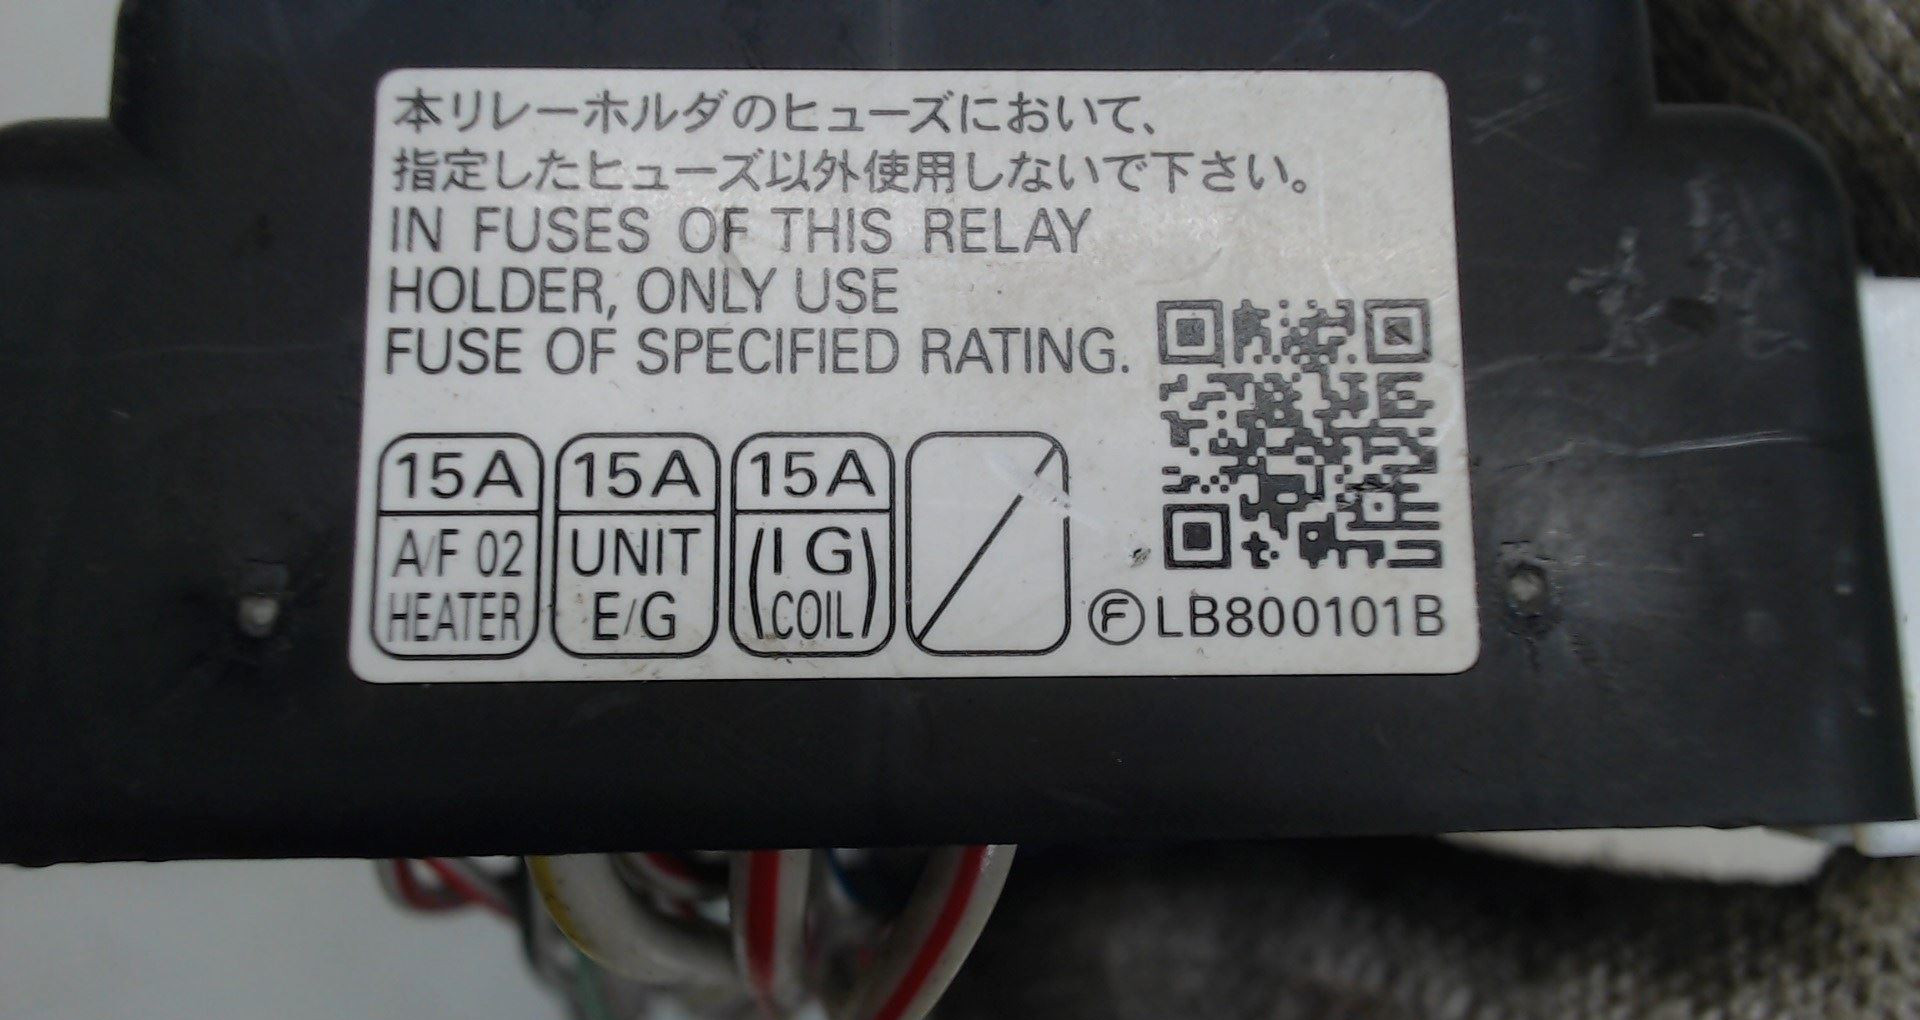 本リレーホルダのヒューズにおいて、
指定したヒューズ以外使用しないで下さい。
IN FUSES OF THIS RELAY
HOLDER, ONLY USE
FUSE OF SPECIFIED RATING.
15A
A/F 02
HEATER
15A
UNIT
E/G
15A
(IG
COIL)
Ⓕ LB800101B